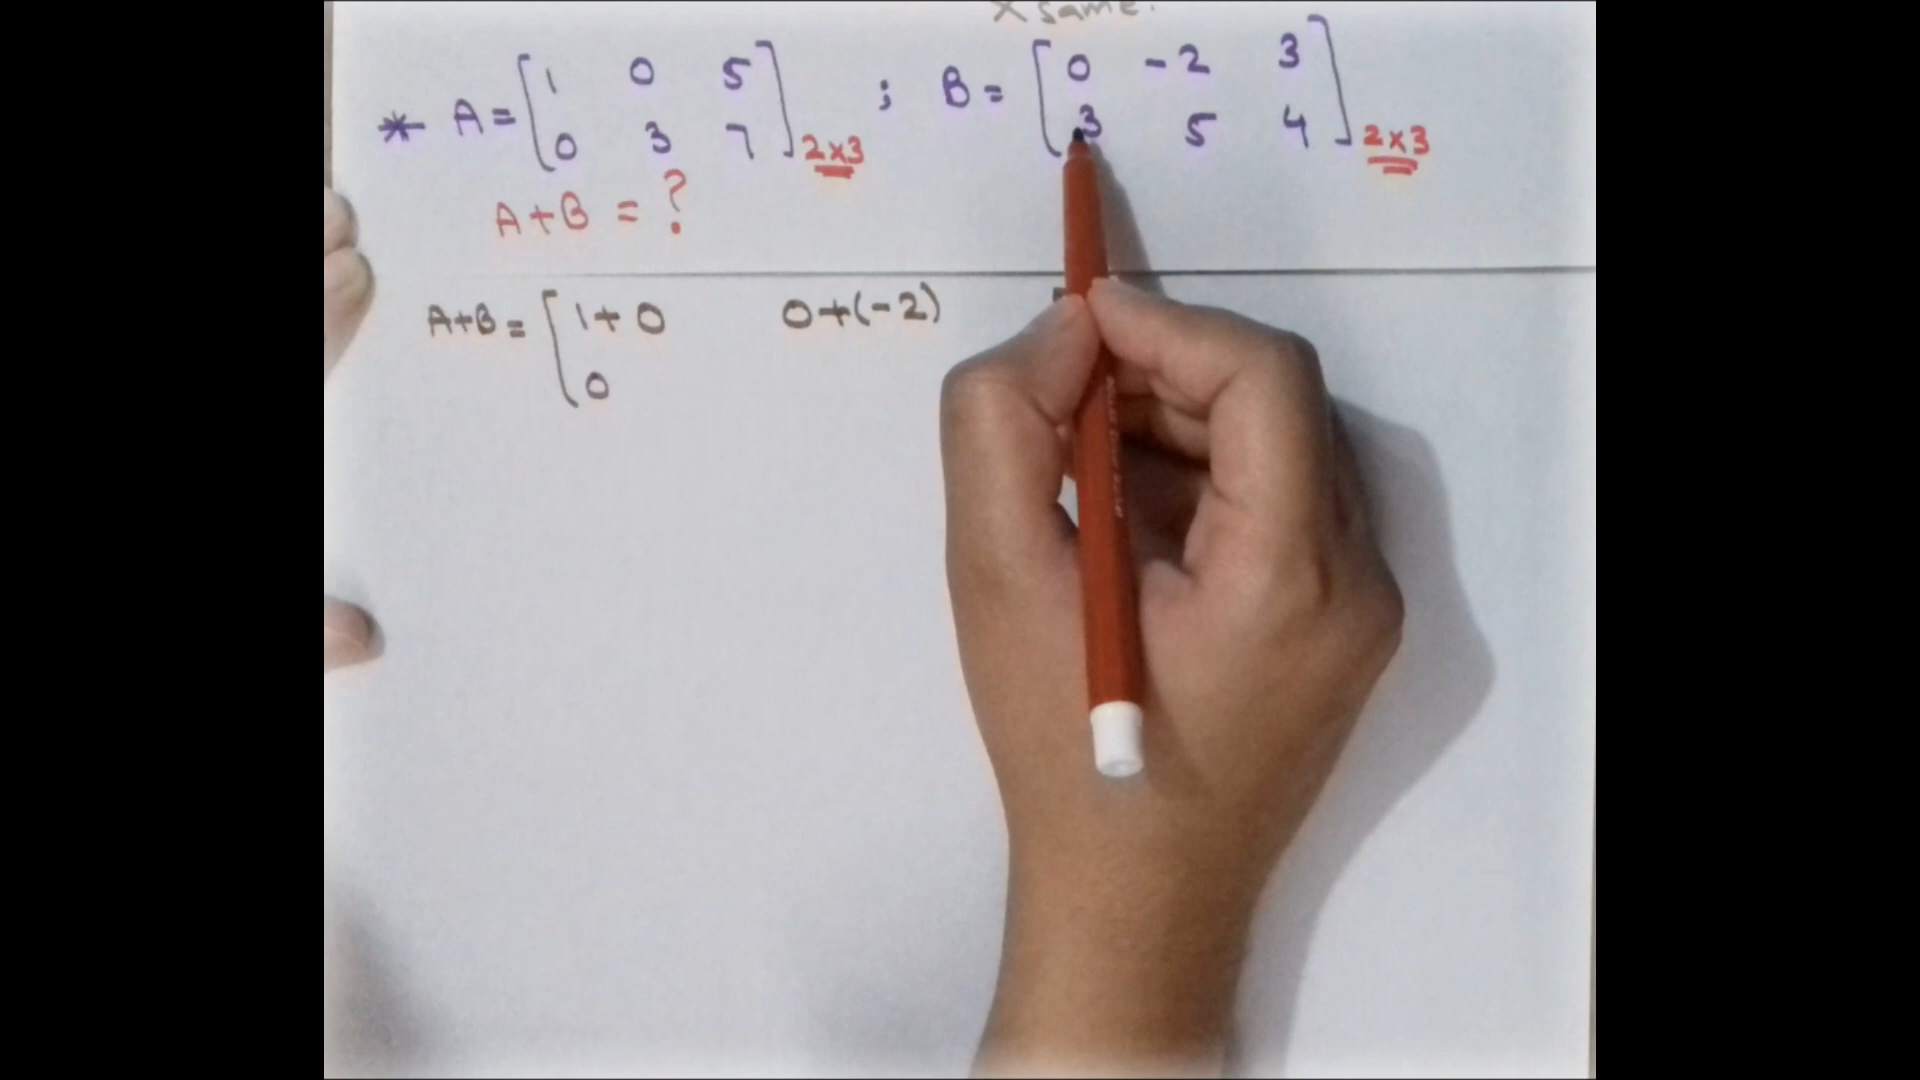 X same.
* A = [ 1 0 5 ; B = [ 0 -2 3
0 3 7 ] 2x3 3 5 4 ] 2x3
A+B = ?
A+B = [ 1+0 0+(-2)
0